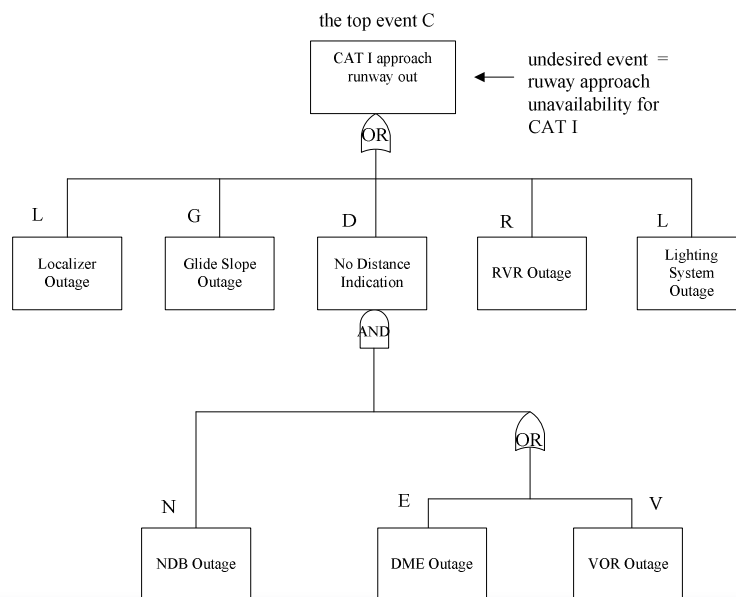 the top event C
CAT I approach
runway out
undesired event =
ruway approach
unavailability for
CAT I
OR
L
G
D
R
L
Localizer
Outage
Glide Slope
Outage
No Distance
Indication
RVR Outage
Lighting
System
Outage
AND
OR
N
E
V
NDB Outage
DME Outage
VOR Outage